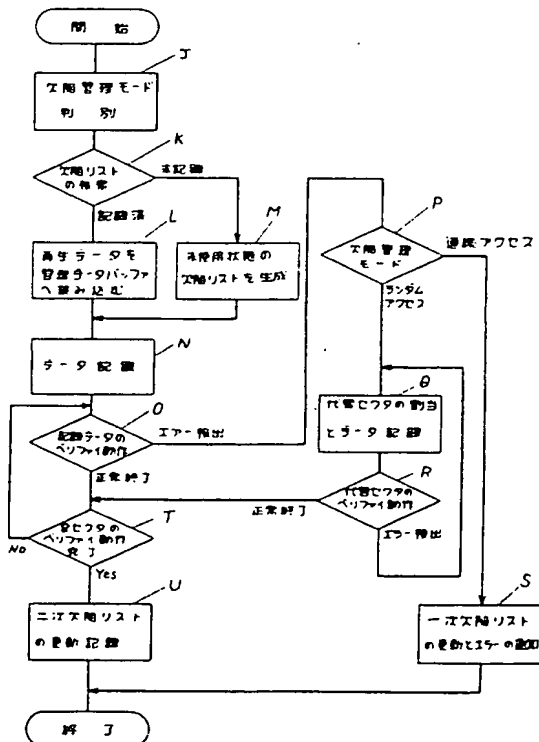 開始
J
欠陥管理モード
判別
K
欠陥リスト
の検索
未記録
記録済
L
再生データを
管理データバッファ
へ読み込む
M
未使用状態の
欠陥リストを生成
N
データ記録
O
記録データの
ベリファイ動作
エラー検出
正常終了
P
欠陥管理
モード
連続アクセス
ランダム
アクセス
Q
代替セクタの割当
とデータ記録
R
代替セクタの
ベリファイ動作
正常終了
エラー検出
T
全セクタの
ベリファイ動作
完了
No
Yes
U
二次欠陥リスト
の更新記録
S
一次欠陥リスト
の更新とエラーの
終了